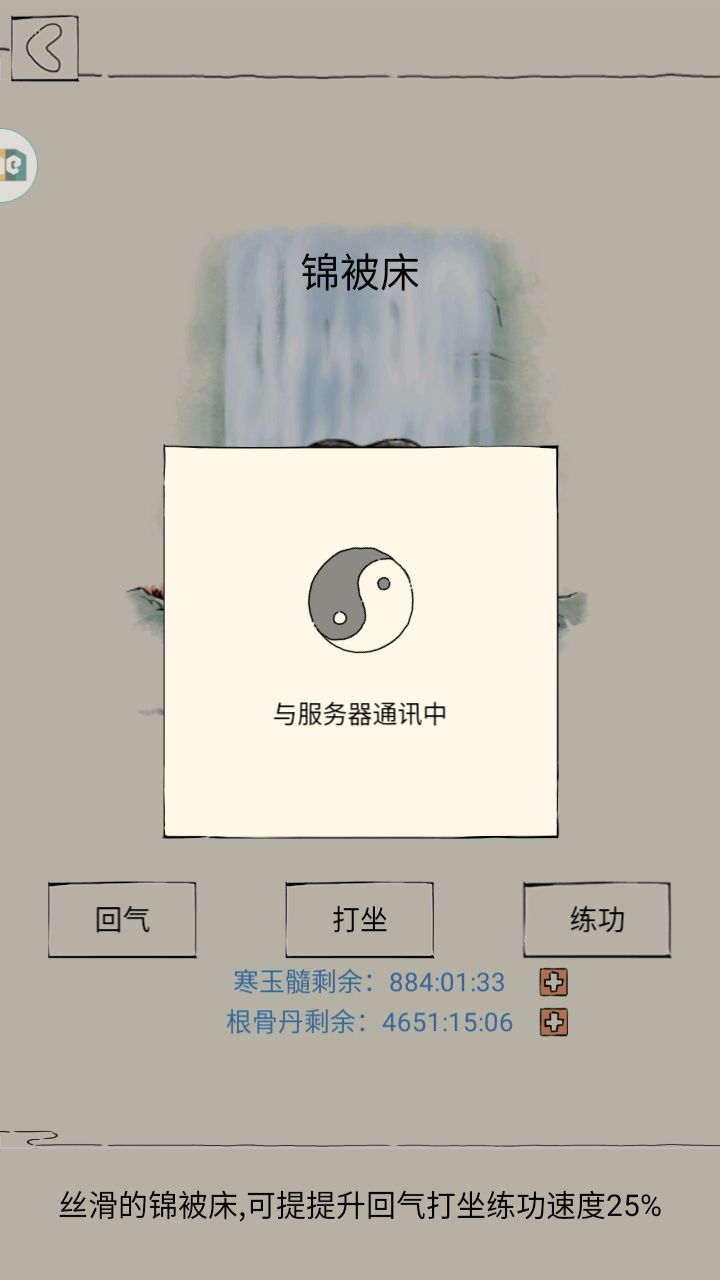 锦被床
与服务器通讯中
回气
打坐
练功
寒玉髓剩余：884:01:33
根骨丹剩余：4651:15:06
丝滑的锦被床,可提提升回气打坐练功速度25%